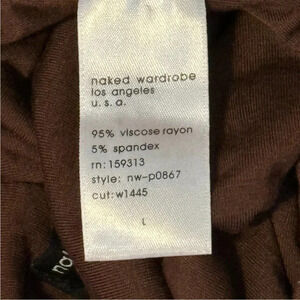 naked wardrobe
los angeles
u.s.a.
95% viscose rayon
5% spandex
rn: 159313
style: nw-p0867
cut: w1445
L